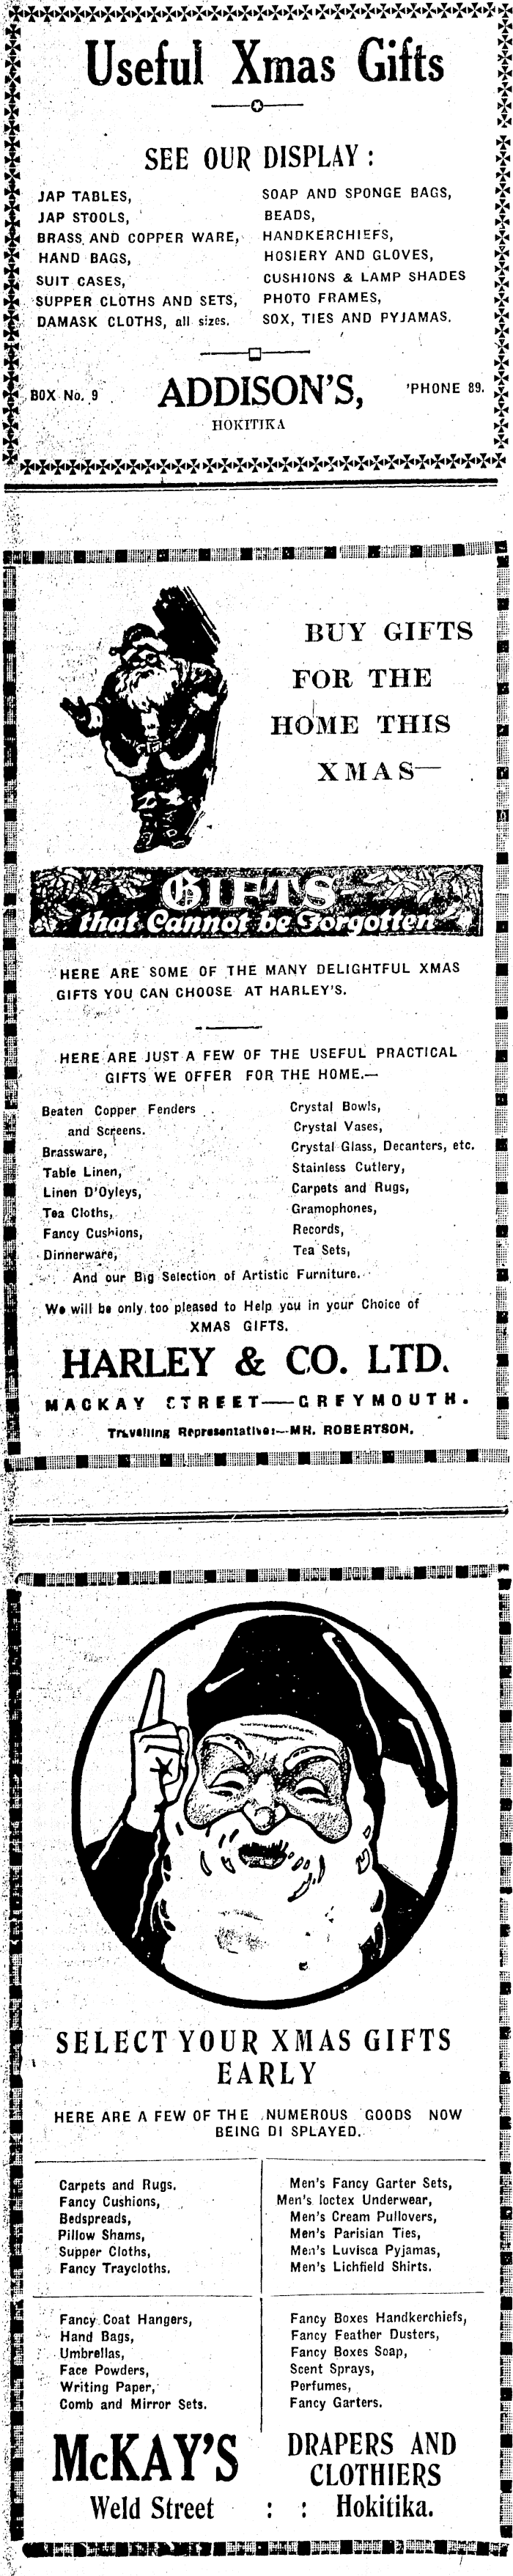 Useful Xmas Gifts
SEE OUR DISPLAY :
JAP TABLES,
JAP STOOLS,
BRASS AND COPPER WARE,
HAND BAGS,
SUIT CASES,
SUPPER CLOTHS AND SETS,
DAMASK CLOTHS, all sizes.
SOAP AND SPONGE BAGS,
BEADS,
HANDKERCHIEFS,
HOSIERY AND GLOVES,
CUSHIONS & LAMP SHADES
PHOTO FRAMES,
SOX, TIES AND PYJAMAS.
BOX No. 9
ADDISON'S,
'PHONE 89.
HOKITIKA
BUY GIFTS
FOR THE
HOME THIS
XMAS—
GIFTS
that Cannot be Forgotten
HERE ARE SOME OF THE MANY DELIGHTFUL XMAS
GIFTS YOU CAN CHOOSE AT HARLEY'S.
HERE ARE JUST A FEW OF THE USEFUL PRACTICAL
GIFTS WE OFFER FOR THE HOME.—
Beaten Copper Fenders
and Screens.
Brassware,
Table Linen,
Linen D'Oyleys,
Tea Cloths,
Fancy Cushions,
Dinnerware,
Crystal Bowls,
Crystal Vases,
Crystal Glass, Decanters, etc.
Stainless Cutlery,
Carpets and Rugs,
Gramophones,
Records,
Tea Sets,
And our Big Selection of Artistic Furniture.
We will be only too pleased to Help you in your Choice of
XMAS GIFTS.
HARLEY & CO. LTD.
MACKAY STREET—GREYMOUTH.
Travelling Representative:—MR. ROBERTSON.
SELECT YOUR XMAS GIFTS
EARLY
HERE ARE A FEW OF THE NUMEROUS GOODS NOW
BEING DI SPLAYED.
Carpets and Rugs.
Fancy Cushions,
Bedspreads,
Pillow Shams,
Supper Cloths,
Fancy Traycloths.
Men's Fancy Garter Sets,
Men's Ioctex Underwear,
Men's Cream Pullovers,
Men's Parisian Ties,
Men's Luvisca Pyjamas,
Men's Lichfield Shirts.
Fancy Coat Hangers,
Hand Bags,
Umbrellas,
Face Powders,
Writing Paper,
Comb and Mirror Sets.
Fancy Boxes Handkerchiefs,
Fancy Feather Dusters,
Fancy Boxes Soap,
Scent Sprays,
Perfumes,
Fancy Garters.
McKAY'S
DRAPERS AND
CLOTHIERS
Weld Street : : Hokitika.